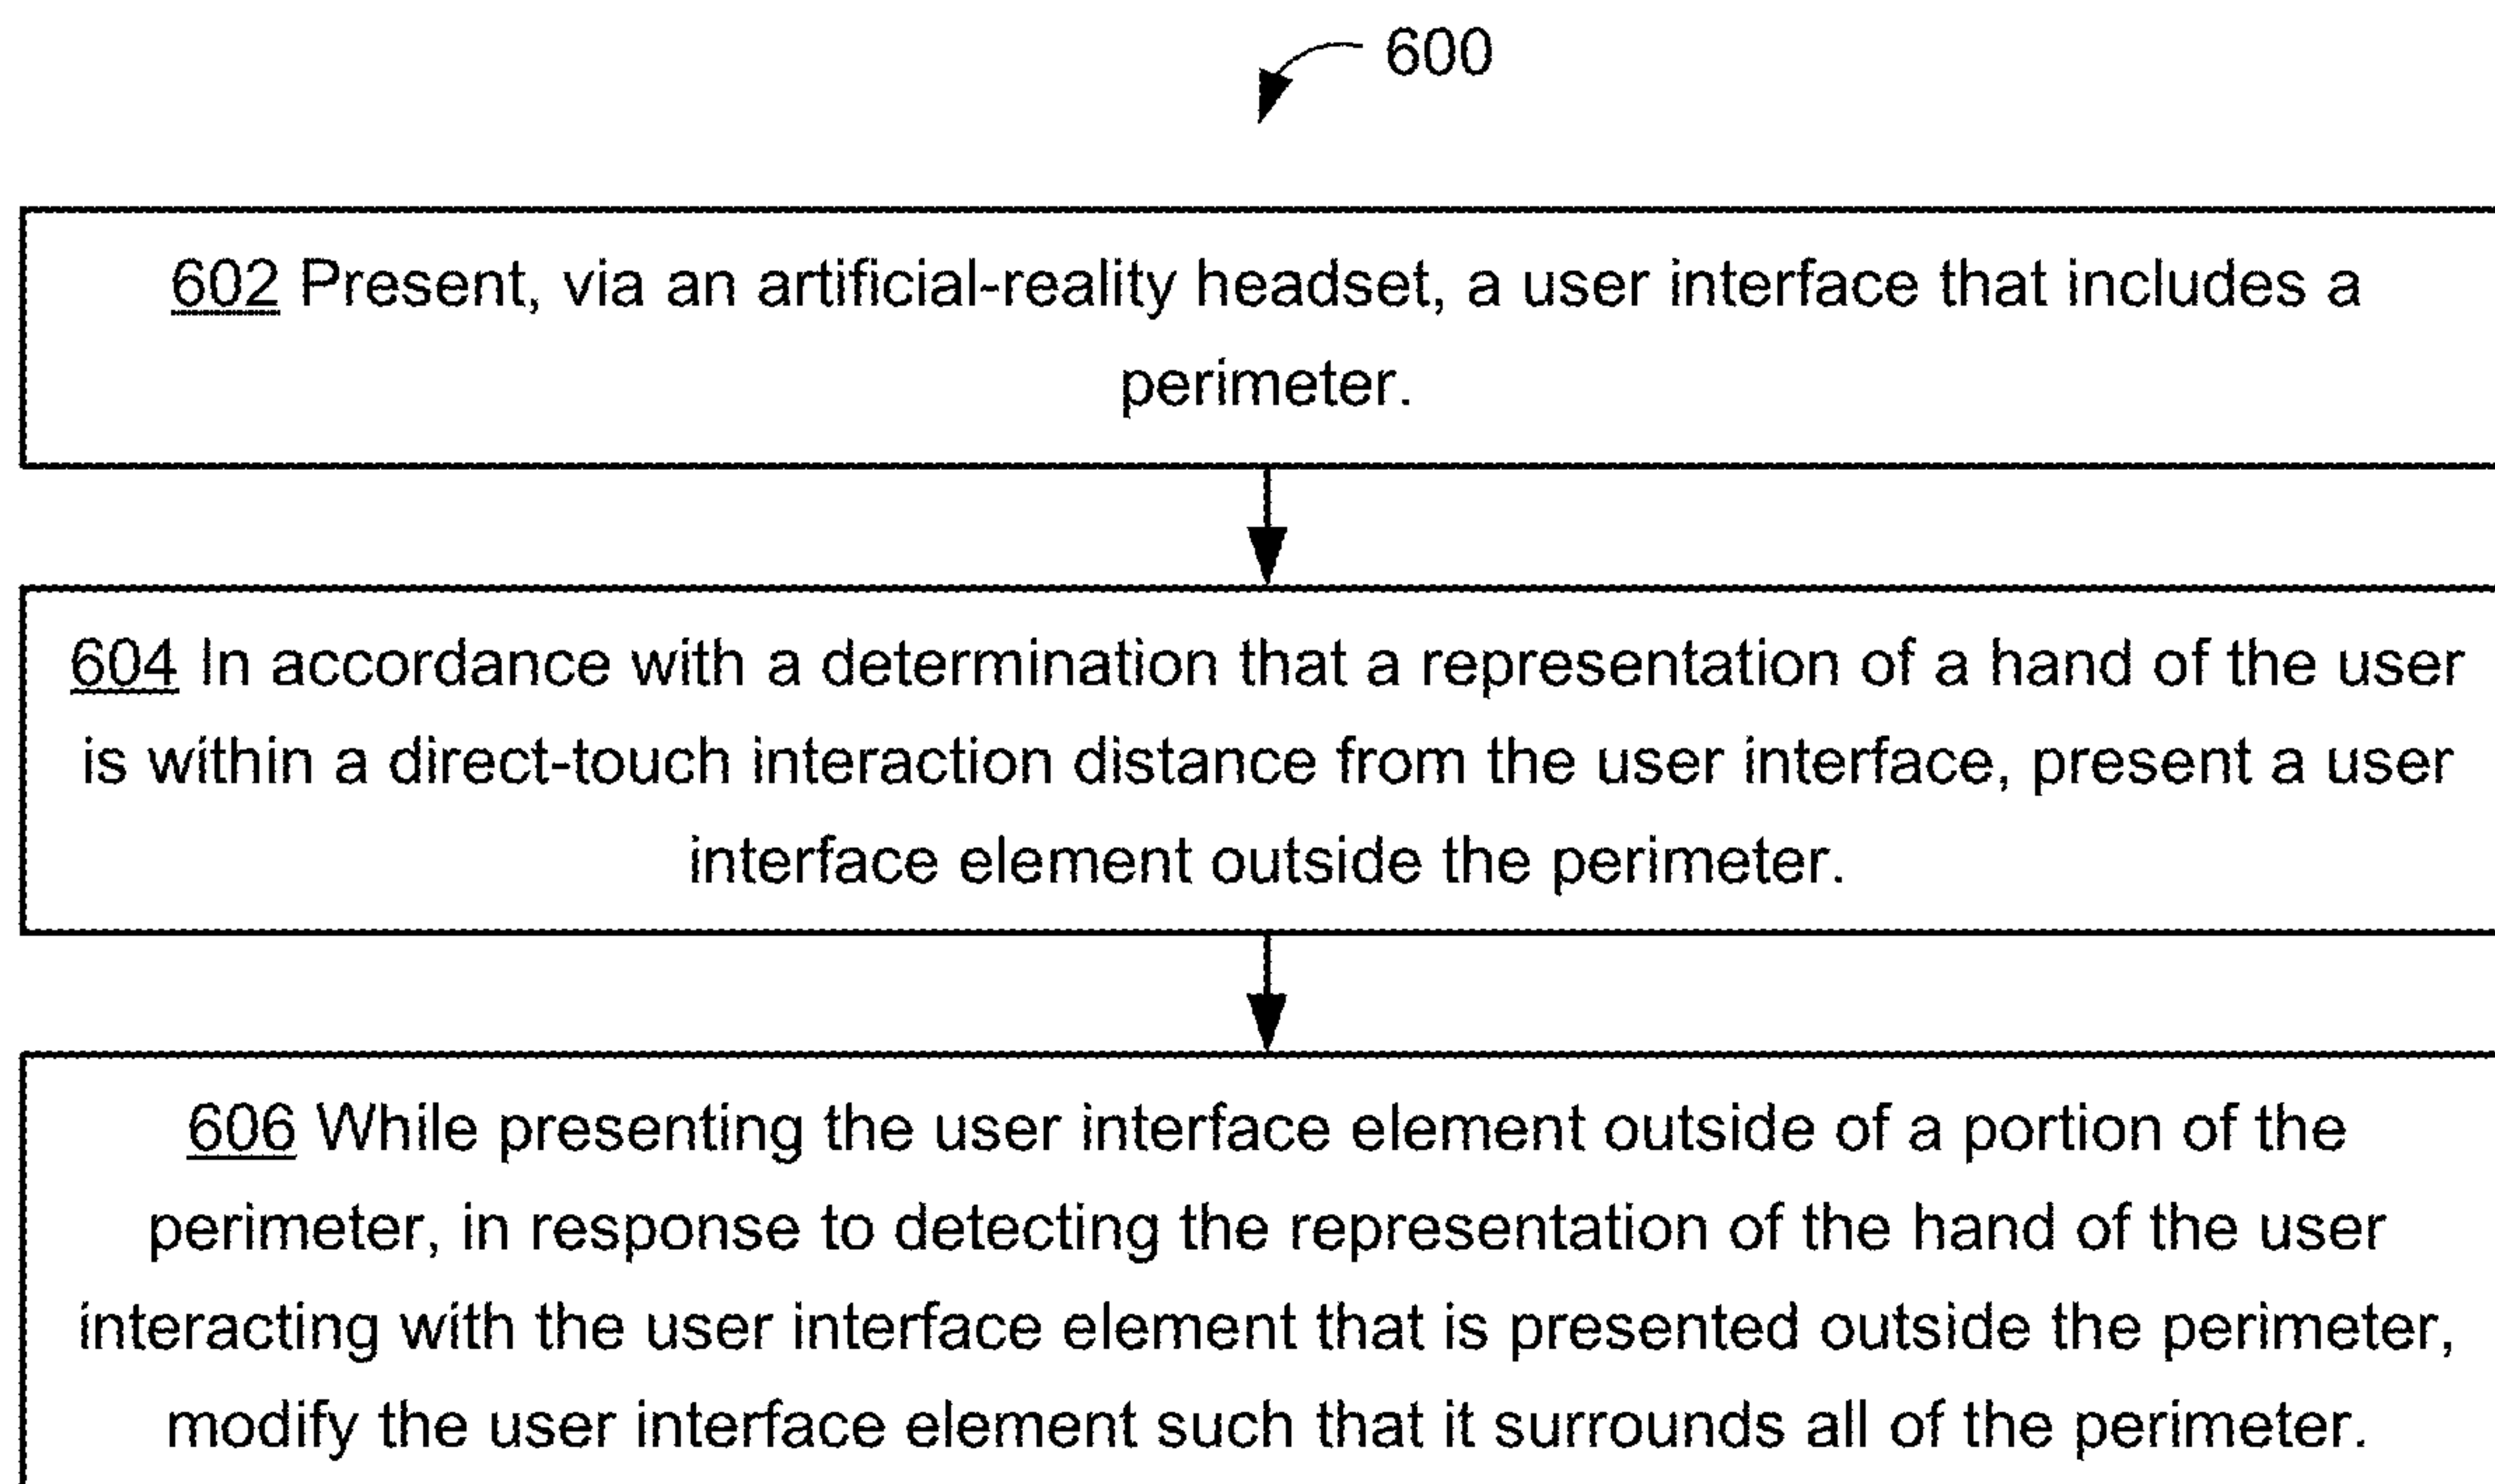 600
602 Present, via an artificial-reality headset, a user interface that includes a
perimeter.
604 In accordance with a determination that a representation of a hand of the user
is within a direct-touch interaction distance from the user interface, present a user
interface element outside the perimeter.
606 While presenting the user interface element outside of a portion of the
perimeter, in response to detecting the representation of the hand of the user
interacting with the user interface element that is presented outside the perimeter,
modify the user interface element such that it surrounds all of the perimeter.